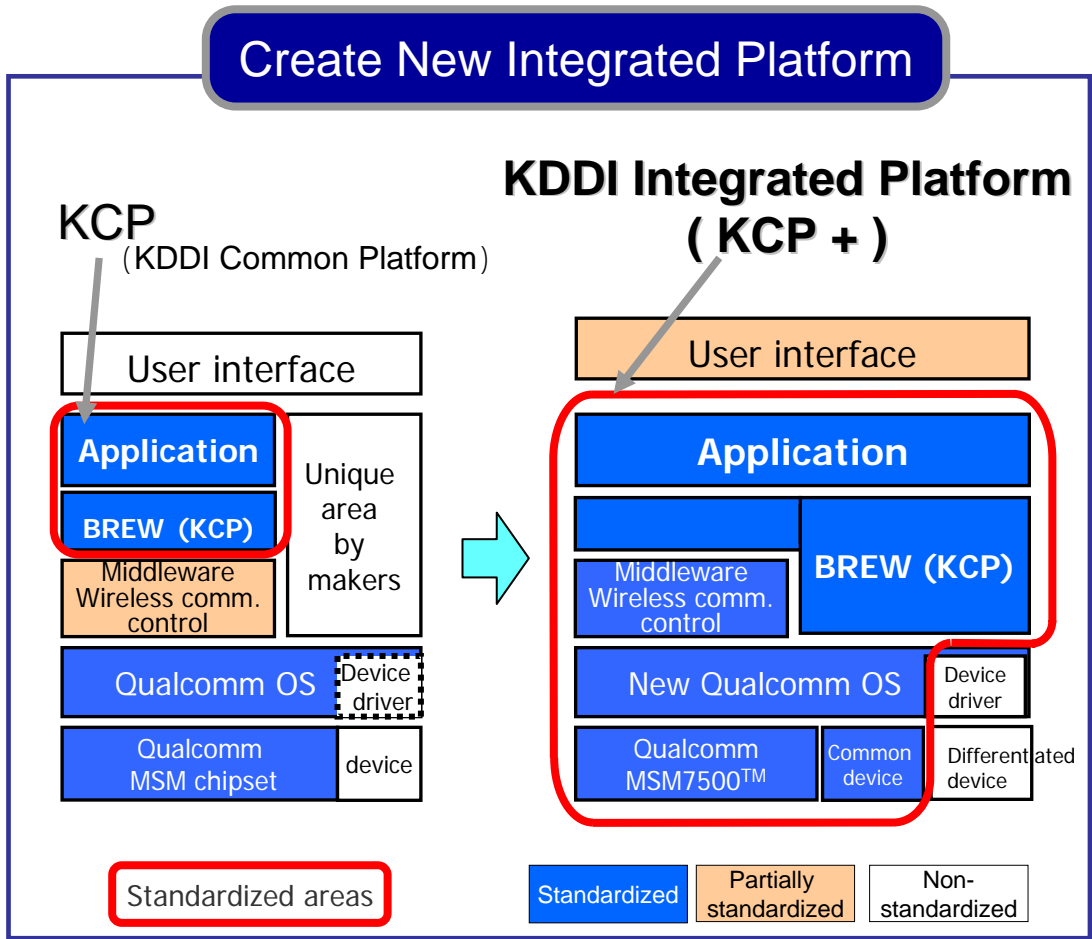 Create New Integrated Platform
KCP
(KDDI Common Platform)
KDDI Integrated Platform
( KCP + )
User interface
Application
BREW (KCP)
Unique
area
by
makers
Middleware
Wireless comm.
control
Qualcomm OS
Device
driver
Qualcomm
MSM chipset
device
User interface
Application
BREW (KCP)
Middleware
Wireless comm.
control
New Qualcomm OS
Device
driver
Qualcomm
MSM7500TM
Common
device
Differentiated
device
Standardized areas
Standardized
Partially
standardized
Non-
standardized